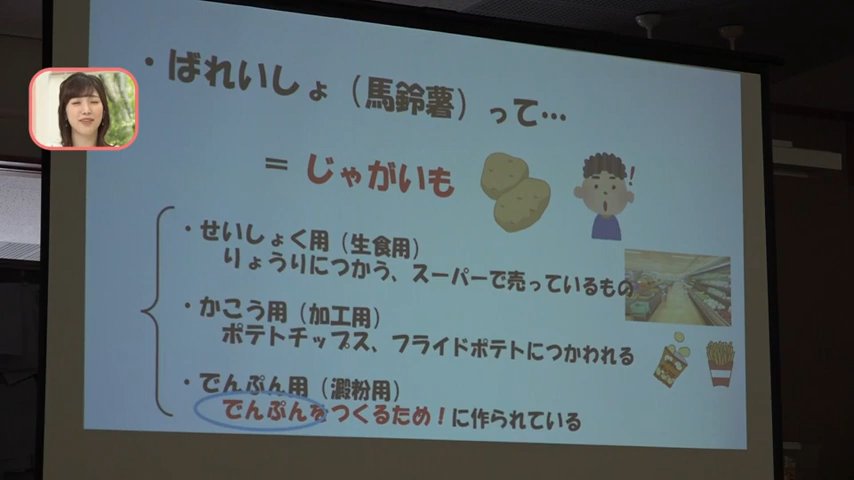 ・ばれいしょ（馬鈴薯）って…
＝じゃがいも
・せいしょく用（生食用）
りょうりにつかう、スーパーで売っているもの
・かこう用（加工用）
ポテトチップス、フライドポテトにつかわれる
・でんぷん用（澱粉用）
でんぷんをつくるため！に作られている